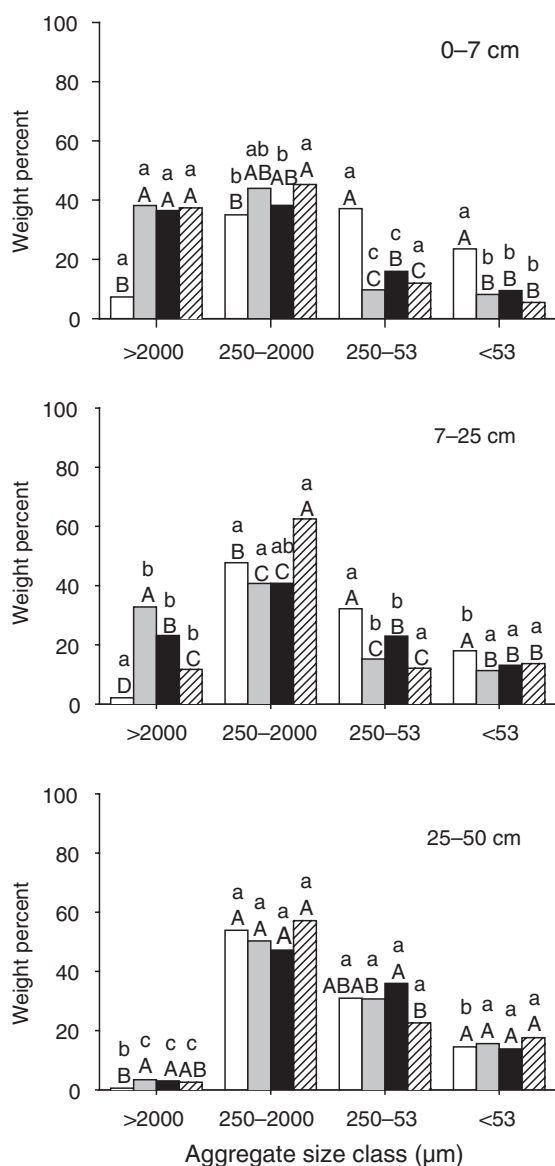 100
0–7 cm
80
60
Weight percent
a a a
a ab b a
a
40
A A A
b AB AB A
A
a
20
a
B
c c a
C B C
A
b b b
B B B
0
>2000 250–2000 250–53 <53
100
7–25 cm
80
a
A
60
Weight percent
a a ab
B C C
a
A
40
b
A
b
B
b b a
C B C
b a a a
A B B B
20
b
C
a
D
0
>2000 250–2000 250–53 <53
100
25–50 cm
80
60
Weight percent
a a a a
A A A A
40
a a a a
AB AB A B
20
b c c c
B A A AB
b a a a
A A A A
0
>2000 250–2000 250–53 <53
Aggregate size class (µm)